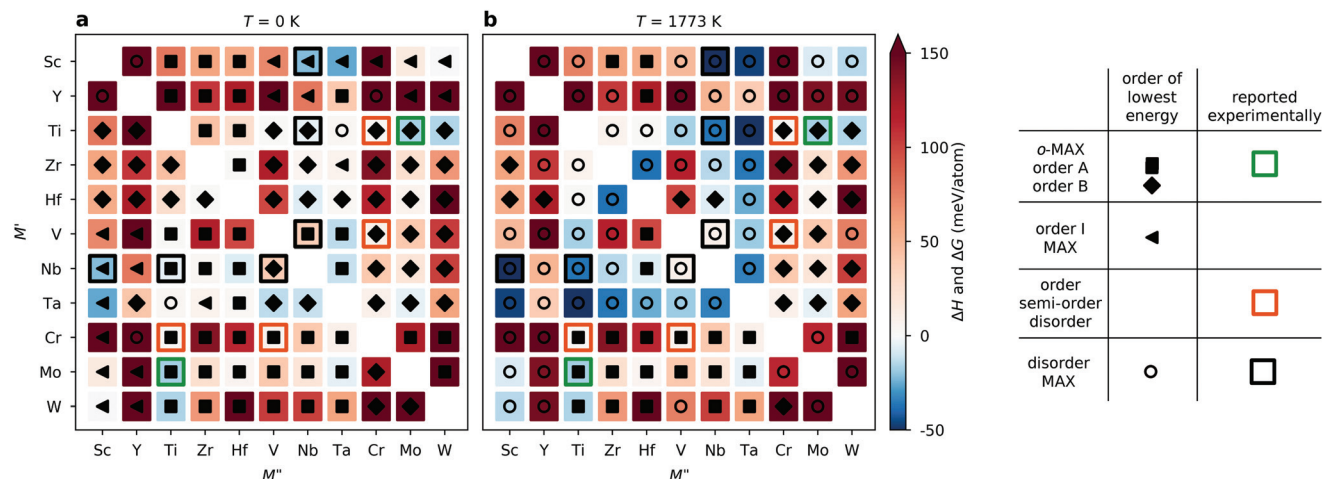 a
T = 0 K
b
T = 1773 K
M'
Sc
Y
Ti
Zr
Hf
V
Nb
Ta
Cr
Mo
W
Sc Y Ti Zr Hf V Nb Ta Cr Mo W
M"
Sc Y Ti Zr Hf V Nb Ta Cr Mo W
M"
150
100
50
0
-50
ΔH and ΔG (meV/atom)
order of
lowest
energy
reported
experimentally
o-MAX
order A
order B
order I
MAX
order
semi-order
disorder
disorder
MAX